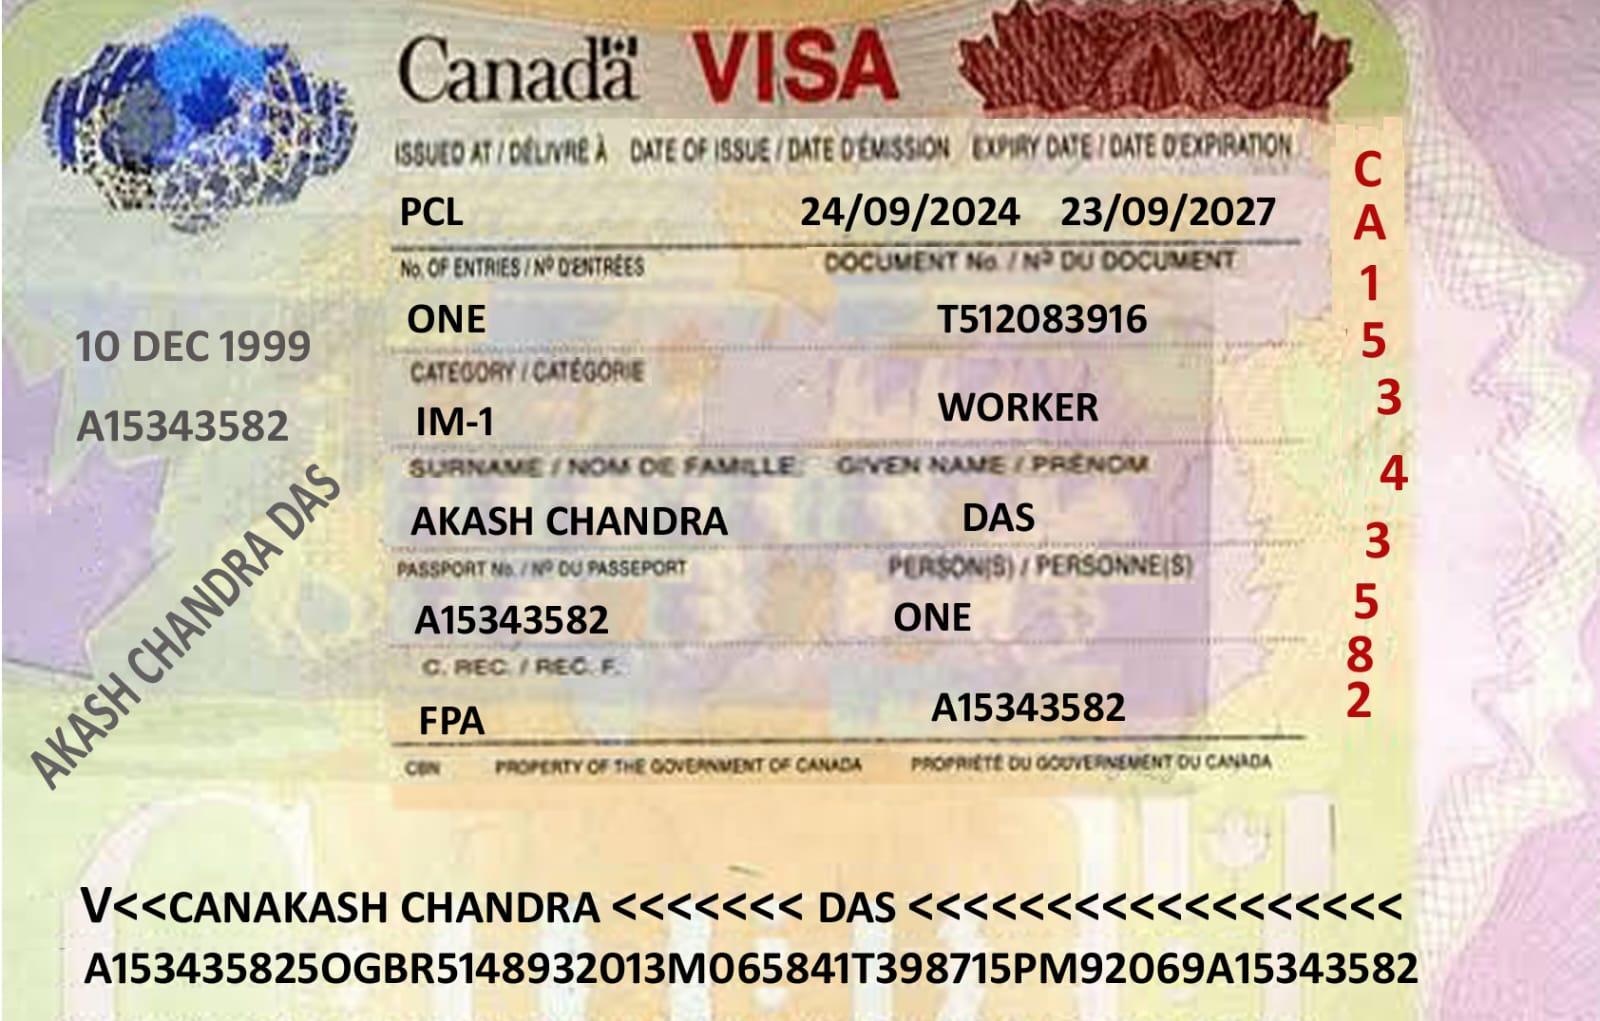 Canada VISA
ISSUED AT / DÉLIVRÉ À DATE OF ISSUE / DATE D'ÉMISSION EXPIRY DATE / DATE D'EXPIRATION
PCL 24/09/2024 23/09/2027
No. OF ENTRIES / Nº D'ENTRÉES DOCUMENT No. / Nº DU DOCUMENT
ONE T512083916
CATEGORY / CATÉGORIE
IM-1 WORKER
SURNAME / NOM DE FAMILLE GIVEN NAME / PRÉNOM
AKASH CHANDRA DAS
PASSPORT No. / Nº DU PASSEPORT PERSON(S) / PERSONNE(S)
A15343582 ONE
C. REC. / REC. F.
FPA A15343582
CBN PROPERTY OF THE GOVERNMENT OF CANADA PROPRIÉTÉ DU GOUVERNEMENT DU CANADA
10 DEC 1999
A15343582
AKASH CHANDRA DAS
C
A
1
5
3
4
3
5
8
2
V<<CANAKASH CHANDRA <<<<<<< DAS <<<<<<<<<<<<<<<<<<
A153435825OGBR5148932013M065841T398715PM92069A15343582